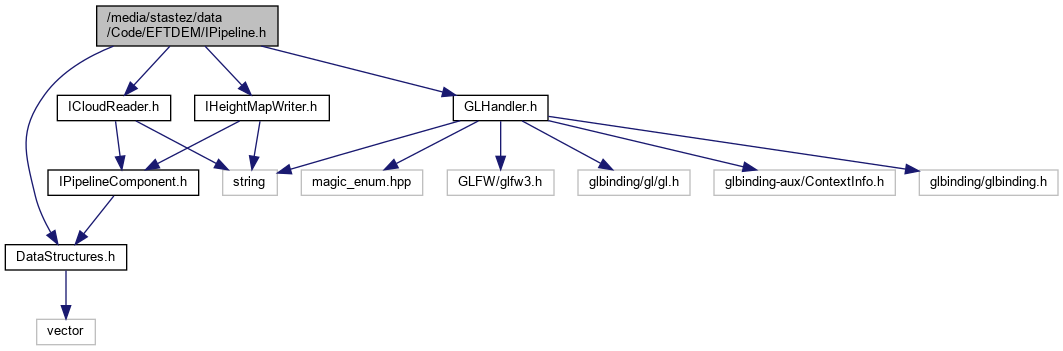 /media/stastez/data
/Code/EFTDEM/IPipeline.h
ICloudReader.h
IHeightMapWriter.h
GLHandler.h
IPipelineComponent.h
string
magic_enum.hpp
GLFW/glfw3.h
glbinding/gl/gl.h
glbinding-aux/ContextInfo.h
glbinding/glbinding.h
DataStructures.h
vector